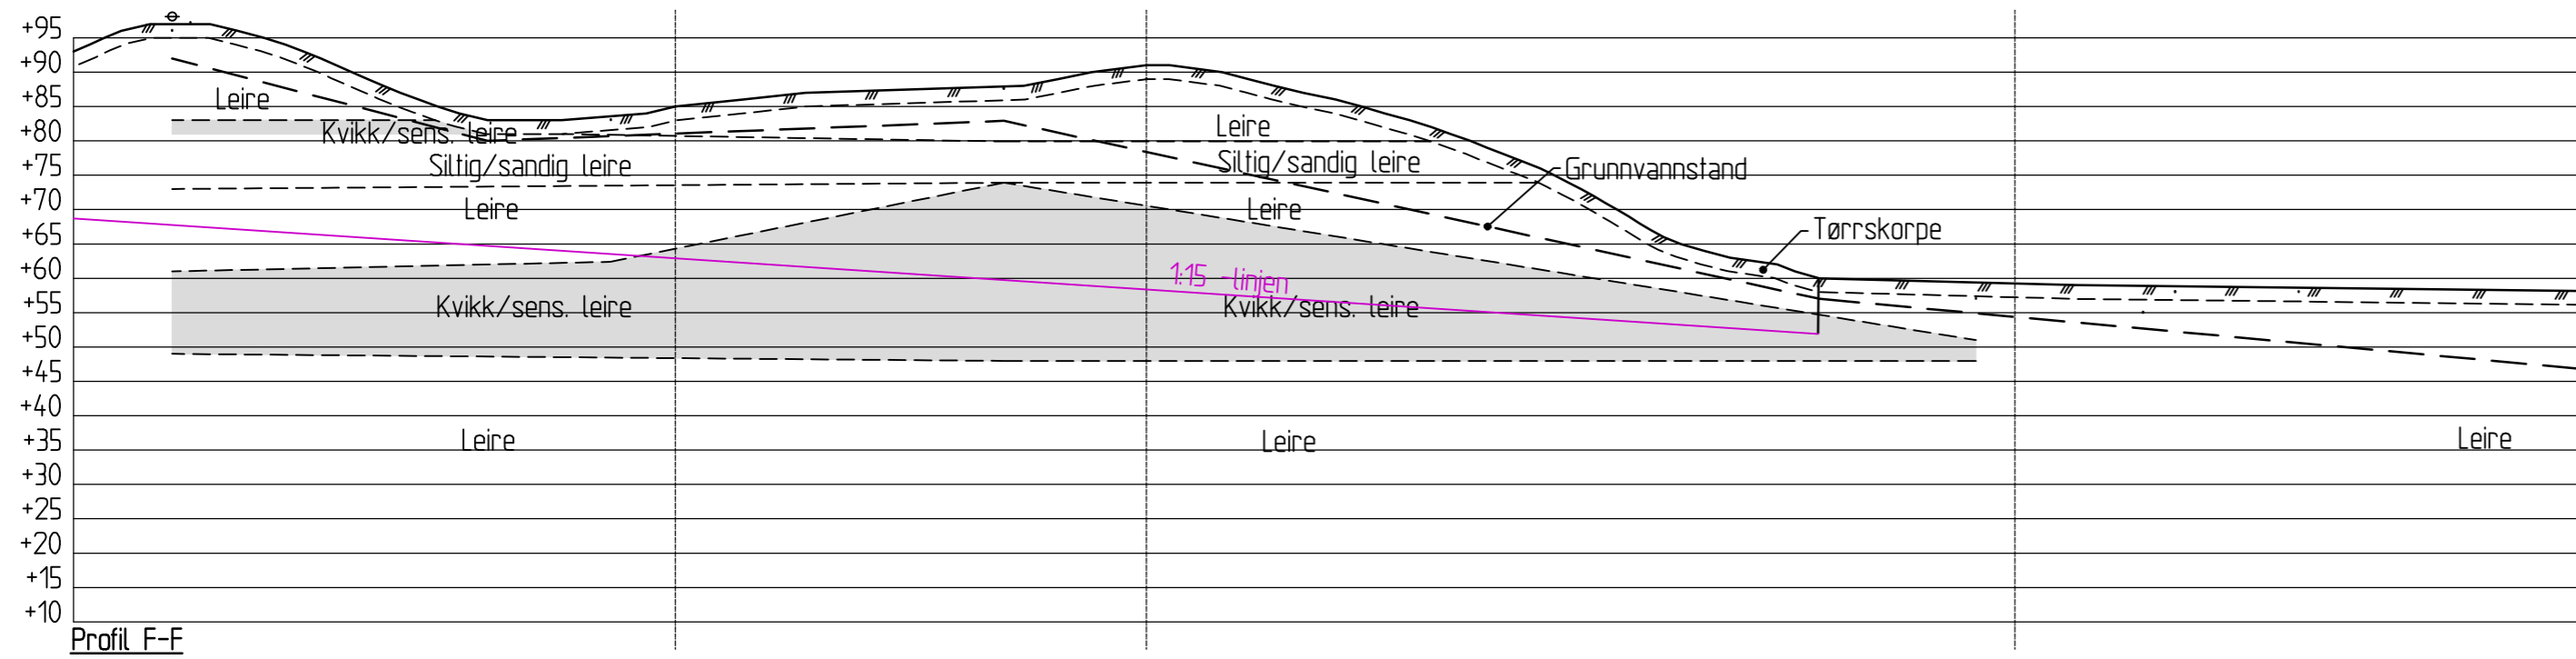 +95
+90
+85
+80
+75
+70
+65
+60
+55
+50
+45
+40
+35
+30
+25
+20
+15
+10
Leire
Kvikk/sens. leire
Siltig/sandig leire
Leire
Kvikk/sens. leire
Leire
Leire
Siltig/sandig leire
Leire
1:15 -linjen
Kvikk/sens. leire
Leire
Grunnvannstand
Tørrskorpe
Leire
Profil F-F